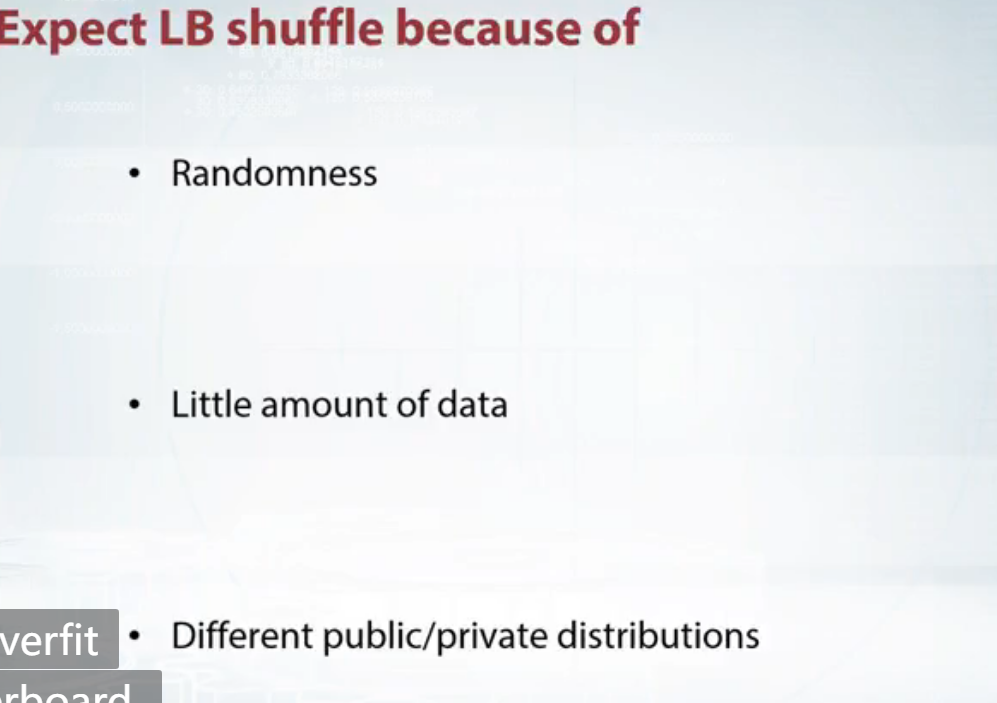 Expect LB shuffle because of
• Randomness
• Little amount of data
• Different public/private distributions
verfit
rboard